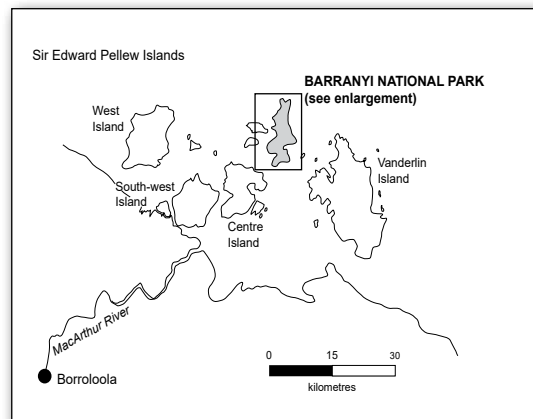 Sir Edward Pellew Islands
BARRANYI NATIONAL PARK
(see enlargement)
West
Island
Vanderlin
Island
South-west
Island
Centre
Island
MacArthur River
Borroloola
0 15 30
kilometres